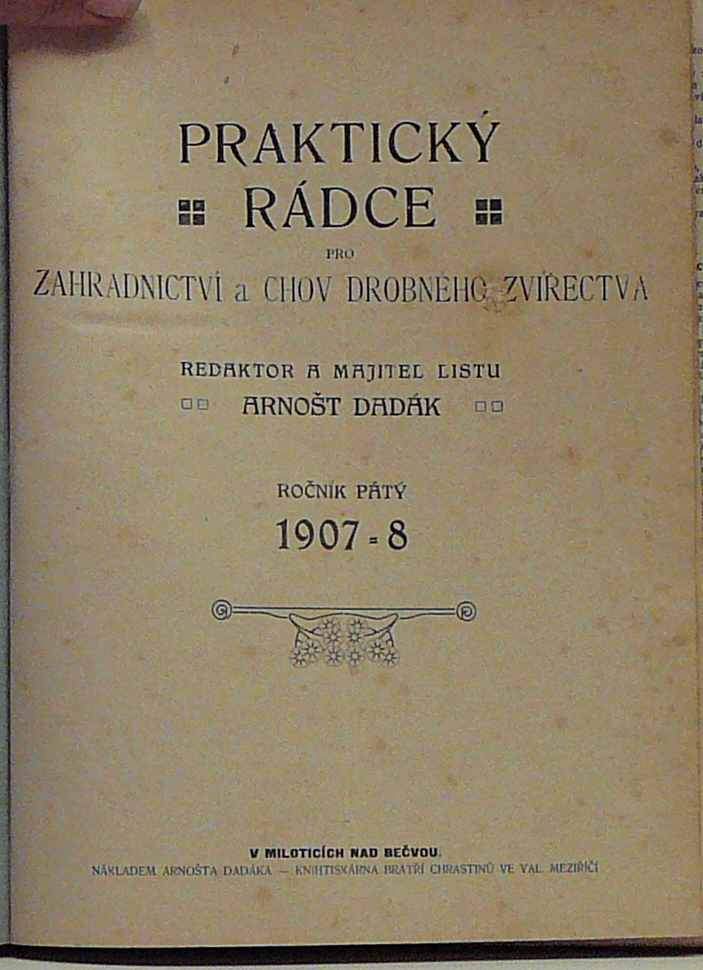 PRAKTICKÝ
RÁDCE
PRO
ZAHRADNICTVÍ a CHOV DROBNÉHO ZVÍŘECTVA
REDAKTOR A MAJITEL LISTU
ARNOŠT DADÁK
ROČNÍK PÁTÝ
1907=8
V MILOTICÍCH NAD BEČVOU.
NÁKLADEM ARNOŠTA DADÁKA — KNIHTISKÁRNA BRATŘÍ CHRASTINŮ VE VAL. MEZIŘÍČÍ